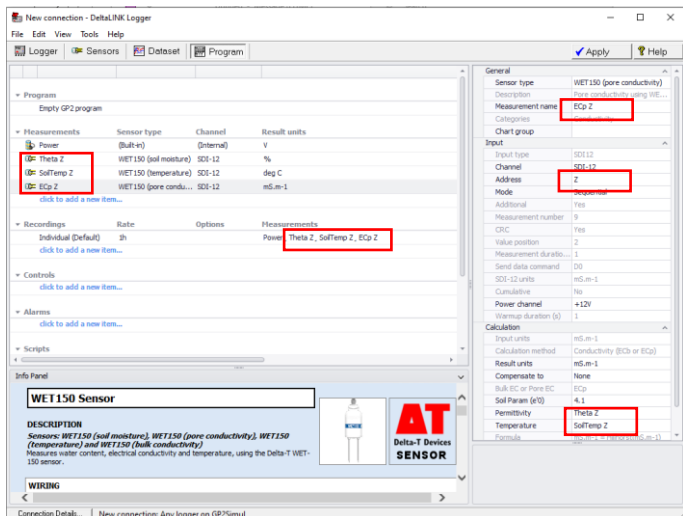 New connection - DeltaLINK Logger
File Edit View Tools Help
Logger Sensors Dataset Program Apply Help
Program
Empty GP2 program
Measurements Sensor type Channel Result units
Power (Built-in) (Internal) V
Theta Z WET150 (soil moisture) SDI-12 %
SoilTemp Z WET150 (temperature) SDI-12 deg C
ECp Z WET150 (pore condu... SDI-12 mS.m-1
click to add a new item...
Recordings Rate Options Measurements
Individual (Default) 1h Power, Theta Z, SoilTemp Z, ECp Z
click to add a new item...
Controls
click to add a new item...
Alarms
click to add a new item...
Scripts
General
Sensor type WET150 (pore conductivity)
Description Pore conductivity using WE...
Measurement name ECp Z
Categories Conductivity
Chart group
Input
Input type SDI12
Channel SDI-12
Address Z
Mode Sequential
Additional Yes
Measurement number 9
CRC Yes
Value position 2
Measurement duratio... 1
Send data command D0
SDI-12 units mS.m-1
Cumulative No
Power channel +12V
Warmup duration (s) 1
Calculation
Input units mS.m-1
Calculation method Conductivity (ECb or ECp)
Result units mS.m-1
Compensate to None
Bulk EC or Pore EC ECp
Soil Param (e'0) 4.1
Permittivity Theta Z
Temperature SoilTemp Z
Info Panel
WET150 Sensor
DESCRIPTION
Sensors: WET150 (soil moisture), WET150 (pore conductivity), WET150
(temperature) and WET150 (bulk conductivity)
Measures water content, electrical conductivity and temperature, using the Delta-T WET-
150 sensor.
WIRING
AT
Delta-T Devices
SENSOR
Connection Details... New connection: Any logger on GP2Simul